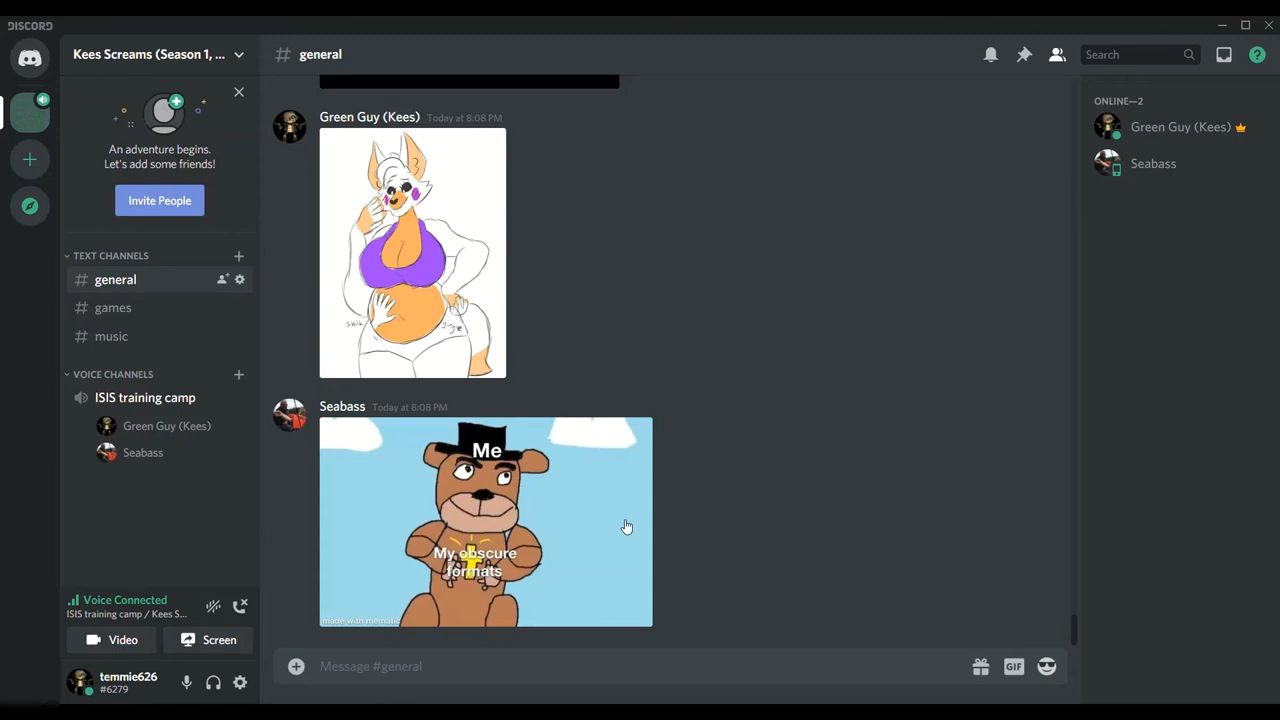 DISCORD
Kees Screams (Season 1, ...
general
Search
An adventure begins.
Let's add some friends!
Invite People
TEXT CHANNELS
general
games
music
VOICE CHANNELS
ISIS training camp
Green Guy (Kees)
Seabass
Voice Connected
ISIS training camp / Kees S...
Video
Screen
temmie626
#6279
Green Guy (Kees) Today at 8:08 PM
Seabass Today at 8:08 PM
Me
My obscure
formats
made with mematic
Message #general
GIF
ONLINE—2
Green Guy (Kees)
Seabass